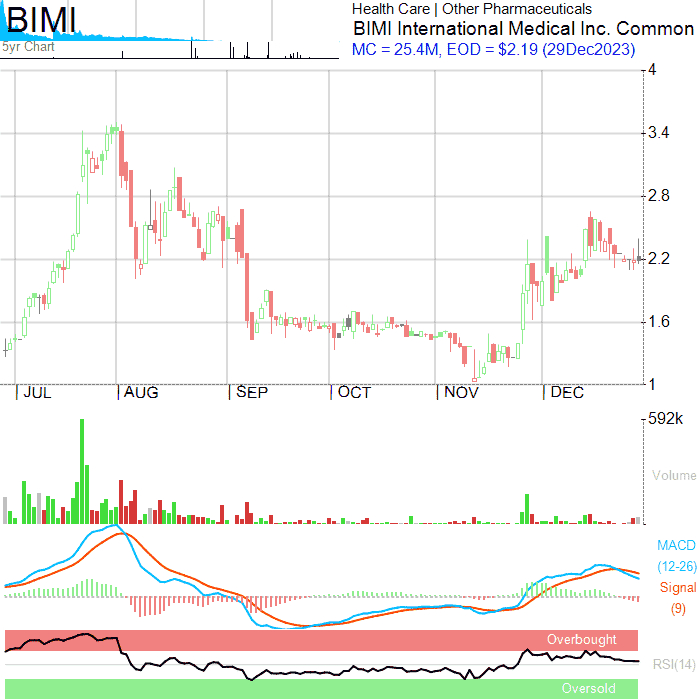 BIMI
5yr Chart
Health Care | Other Pharmaceuticals
BIMI International Medical Inc. Common
MC = 25.4M, EOD = $2.19 (29Dec2023)
4
3.4
2.8
2.2
1.6
1
JUL AUG SEP OCT NOV DEC
592k
Volume
MACD
(12-26)
Signal
(9)
Overbought
RSI(14)
Oversold